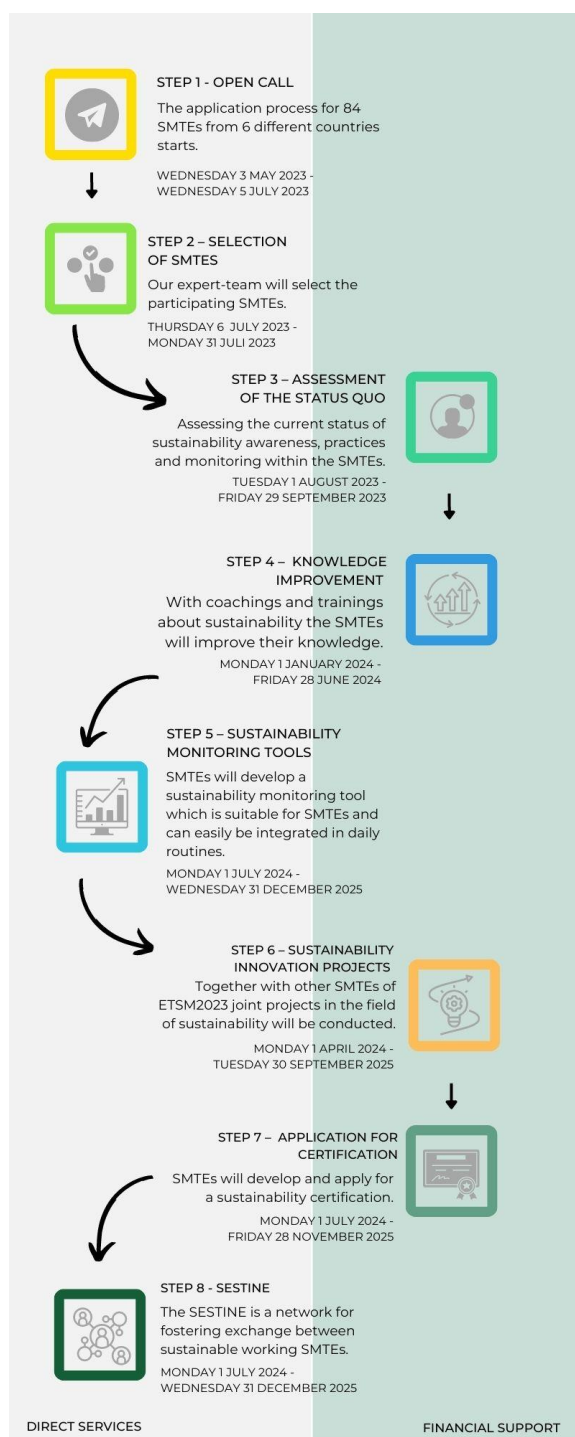 STEP 1 - OPEN CALL
The application process for 84
SMTEs from 6 different countries
starts.
WEDNESDAY 3 MAY 2023 -
WEDNESDAY 5 JULY 2023
STEP 2 – SELECTION
OF SMTES
Our expert-team will select the
participating SMTEs.
THURSDAY 6 JULY 2023 -
MONDAY 31 JULI 2023
STEP 3 – ASSESSMENT
OF THE STATUS QUO
Assessing the current status of
sustainability awareness, practices
and monitoring within the SMTEs.
TUESDAY 1 AUGUST 2023 -
FRIDAY 29 SEPTEMBER 2023
STEP 4 – KNOWLEDGE
IMPROVEMENT
With coachings and trainings
about sustainability the SMTEs
will improve their knowledge.
MONDAY 1 JANUARY 2024 -
FRIDAY 28 JUNE 2024
STEP 5 – SUSTAINABILITY
MONITORING TOOLS
SMTEs will develop a
sustainability monitoring tool
which is suitable for SMTEs and
can easily be integrated in daily
routines.
MONDAY 1 JULY 2024 -
WEDNESDAY 31 DECEMBER 2025
STEP 6 – SUSTAINABILITY
INNOVATION PROJECTS
Together with other SMTEs of
ETSM2023 joint projects in the field
of sustainability will be conducted.
MONDAY 1 APRIL 2024 -
TUESDAY 30 SEPTEMBER 2025
STEP 7 – APPLICATION FOR
CERTIFICATION
SMTEs will develop and apply for
a sustainability certification.
MONDAY 1 JULY 2024 -
FRIDAY 28 NOVEMBER 2025
STEP 8 - SESTINE
The SESTINE is a network for
fostering exchange between
sustainable working SMTEs.
MONDAY 1 JULY 2024 -
WEDNESDAY 31 DECEMBER 2025
DIRECT SERVICES
FINANCIAL SUPPORT